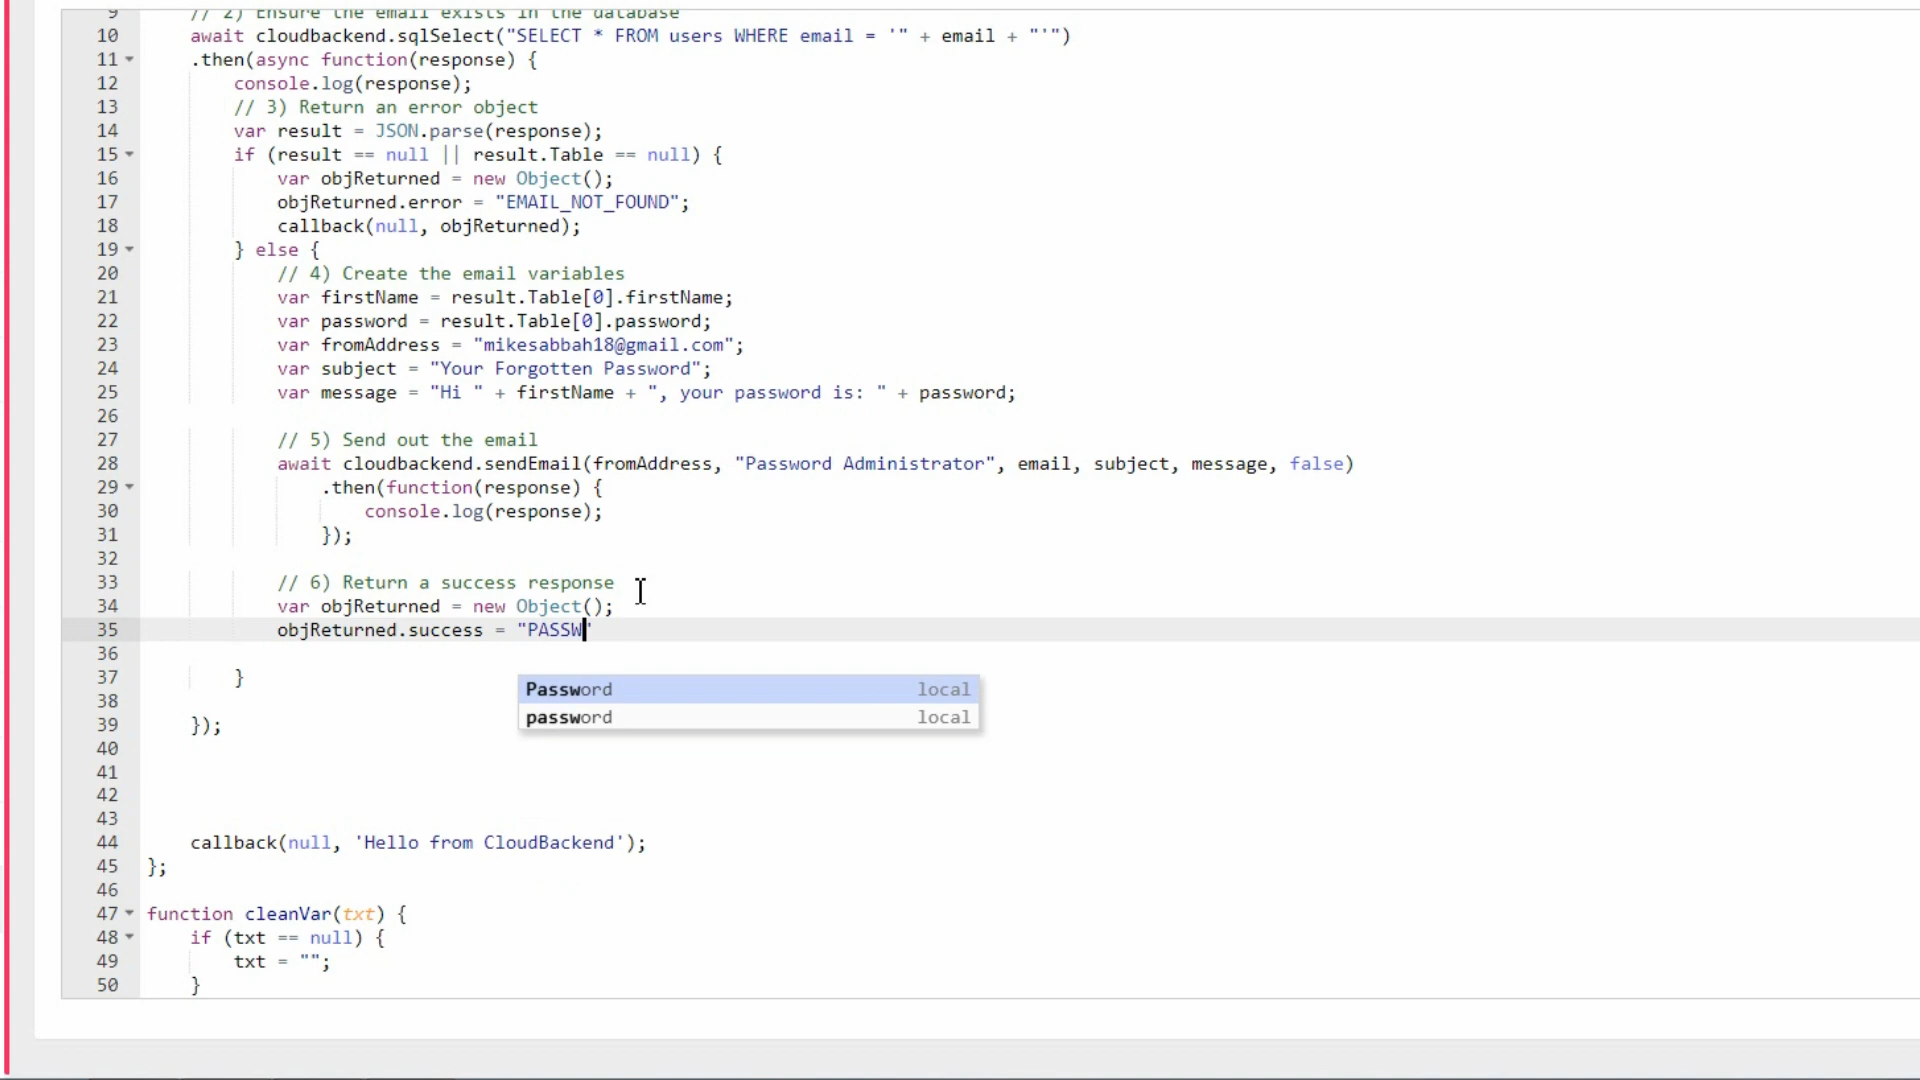 9 // 2) Ensure the email exists in the database
10 await cloudbackend.sqlSelect("SELECT * FROM users WHERE email = '" + email + "'")
11 .then(async function(response) {
12 console.log(response);
13 // 3) Return an error object
14 var result = JSON.parse(response);
15 if (result == null || result.Table == null) {
16 var objReturned = new Object();
17 objReturned.error = "EMAIL_NOT_FOUND";
18 callback(null, objReturned);
19 } else {
20 // 4) Create the email variables
21 var firstName = result.Table[0].firstName;
22 var password = result.Table[0].password;
23 var fromAddress = "mikesabbah18@gmail.com";
24 var subject = "Your Forgotten Password";
25 var message = "Hi " + firstName + ", your password is: " + password;
26
27 // 5) Send out the email
28 await cloudbackend.sendEmail(fromAddress, "Password Administrator", email, subject, message, false)
29 .then(function(response) {
30 console.log(response);
31 });
32
33 // 6) Return a success response
34 var objReturned = new Object();
35 objReturned.success = "PASSW"
36
37 }
Password local
password local
38
39 });
40
41
42
43
44 callback(null, 'Hello from CloudBackend');
45 };
46
47 function cleanVar(txt) {
48 if (txt == null) {
49 txt = "";
50 }